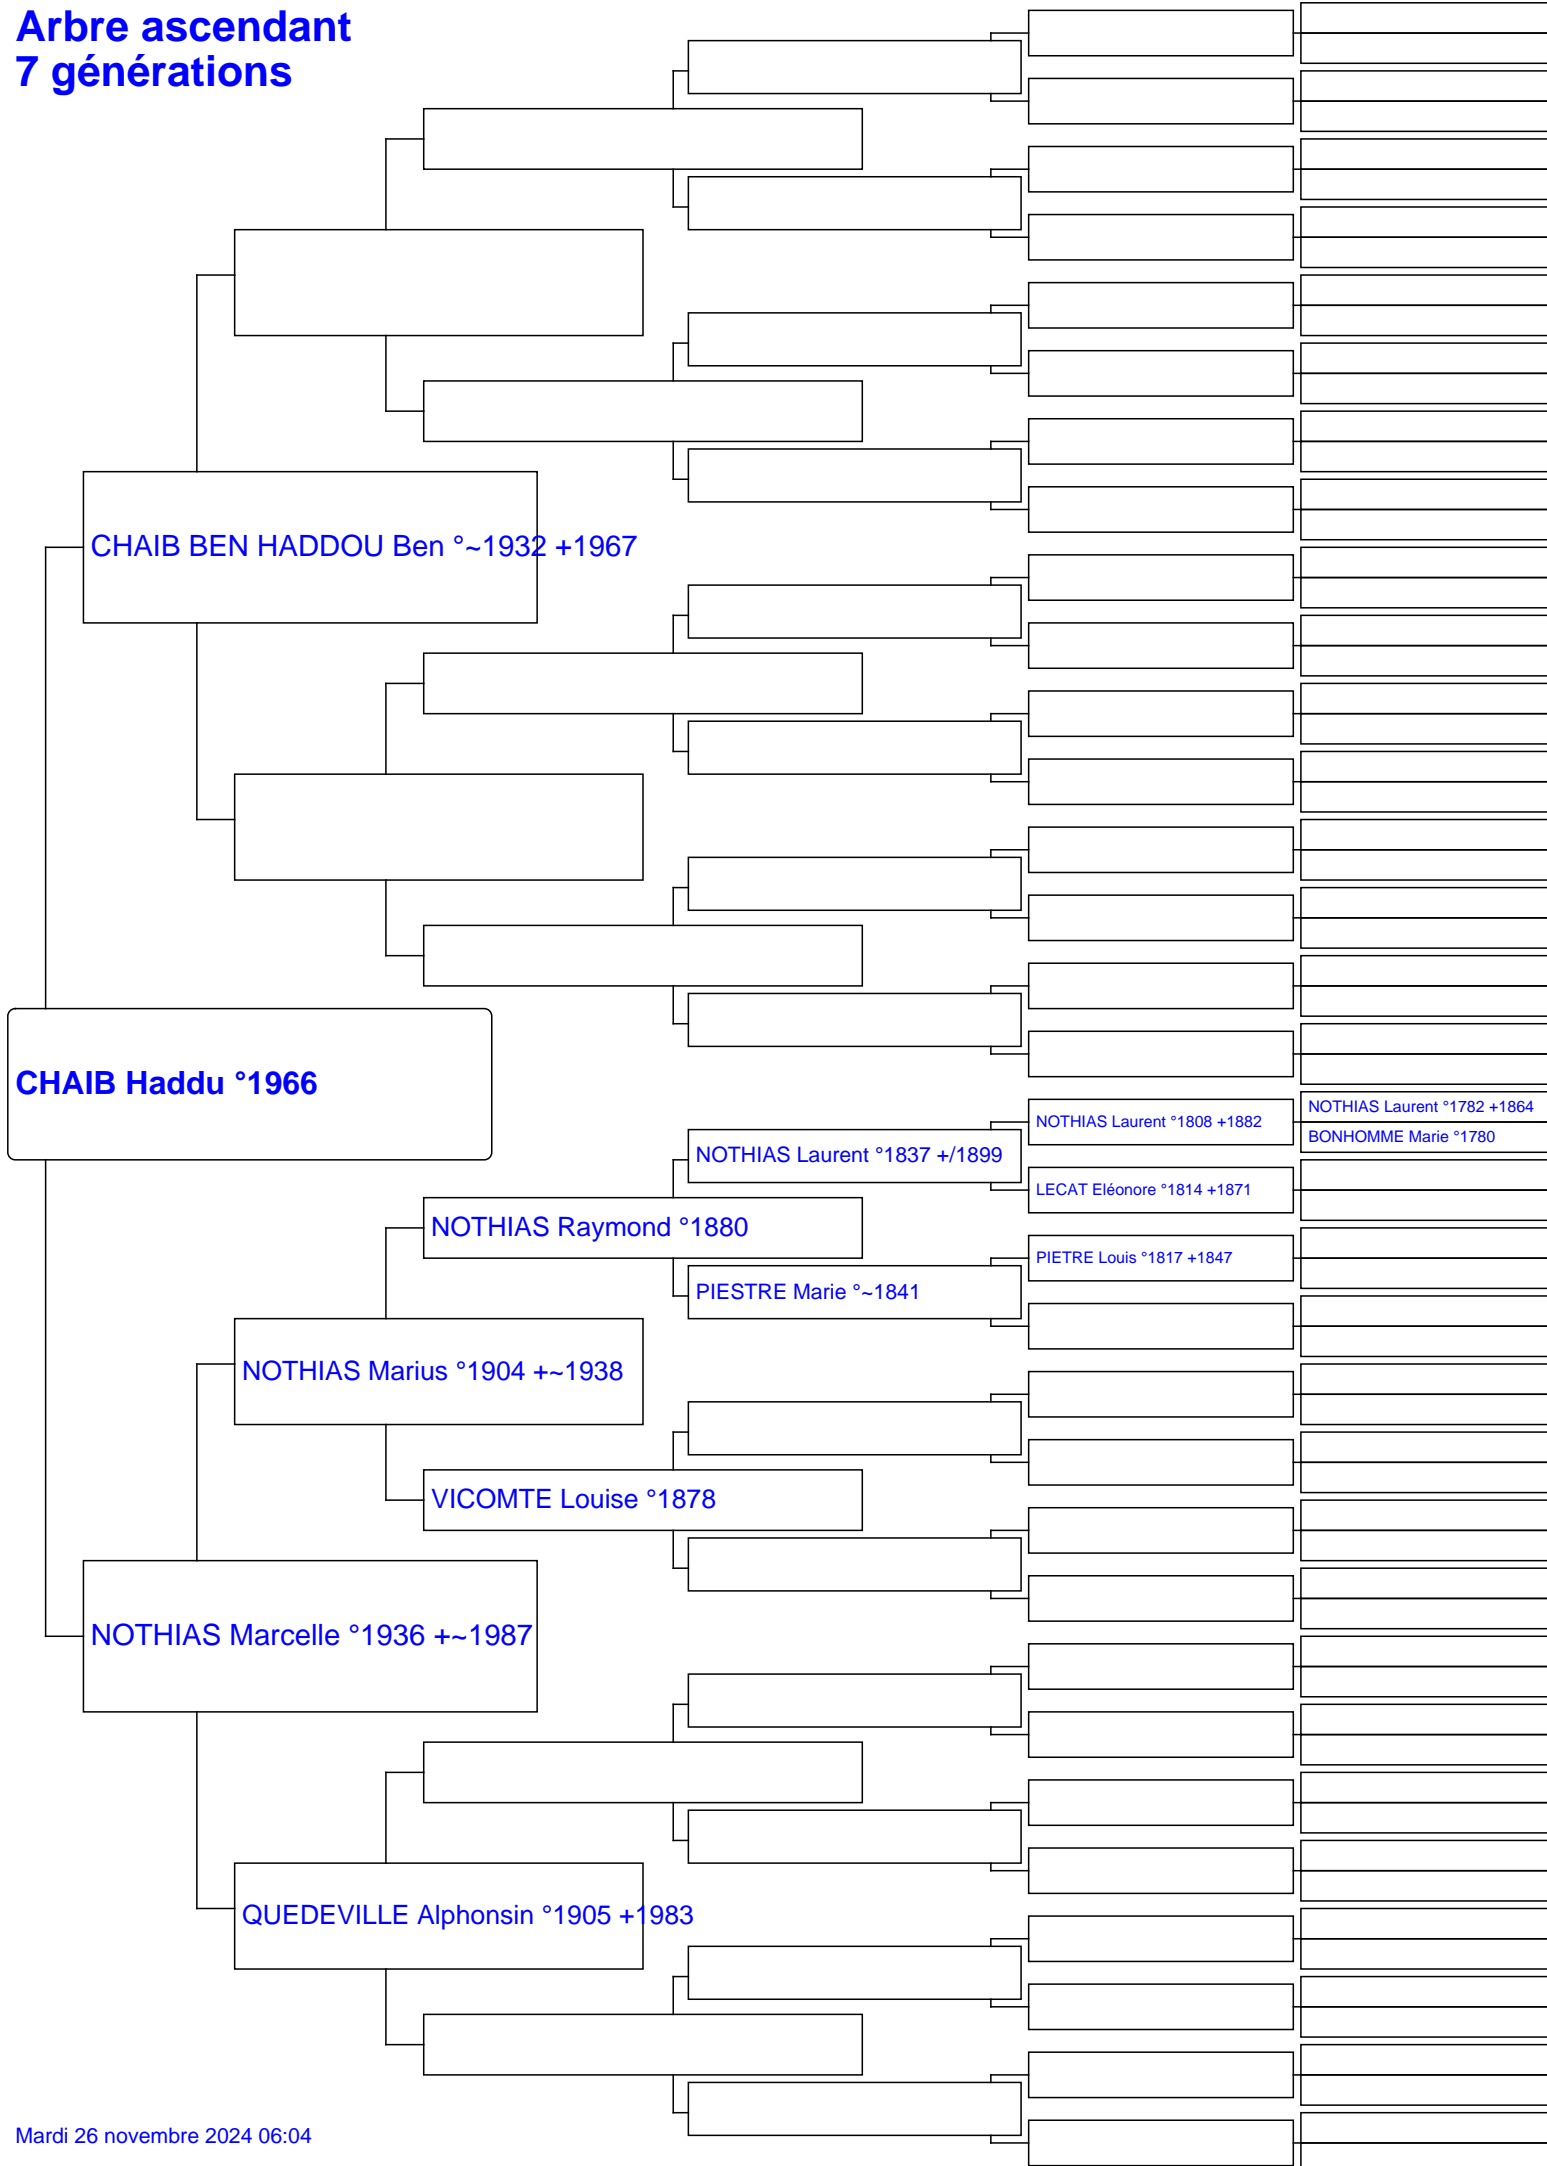 Arbre ascendant
7 générations
CHAIB BEN HADDOU Ben °~1932 +1967
CHAIB Haddu °1966
NOTHIAS Laurent °1782 +1864
NOTHIAS Laurent °1808 +1882
BONHOMME Marie °1780
NOTHIAS Laurent °1837 +/1899
LECAT Eléonore °1814 +1871
NOTHIAS Raymond °1880
PIETRE Louis °1817 +1847
PIESTRE Marie °~1841
NOTHIAS Marius °1904 +~1938
VICOMTE Louise °1878
NOTHIAS Marcelle °1936 +~1987
QUEDEVILLE Alphonsin °1905 +1983
Mardi 26 novembre 2024 06:04